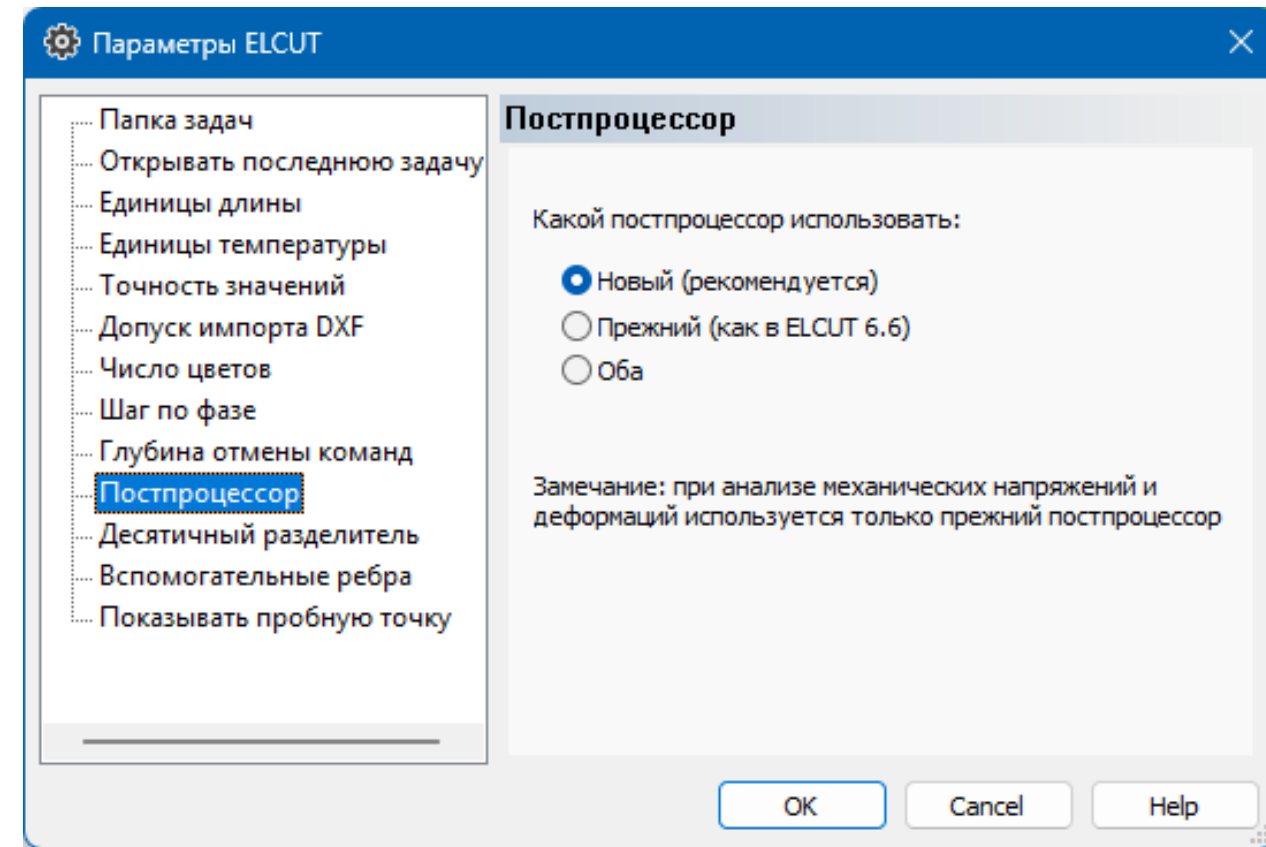 Параметры ELCUT
Папка задач
Открывать последнюю задачу
Единицы длины
Единицы температуры
Точность значений
Допуск импорта DXF
Число цветов
Шаг по фазе
Глубина отмены команд
Постпроцессор
Десятичный разделитель
Вспомогательные ребра
Показывать пробную точку
Постпроцессор
Какой постпроцессор использовать:
Новый (рекомендуется)
Прежний (как в ELCUT 6.6)
Оба
Замечание: при анализе механических напряжений и
деформаций используется только прежний постпроцессор
OK
Cancel
Help